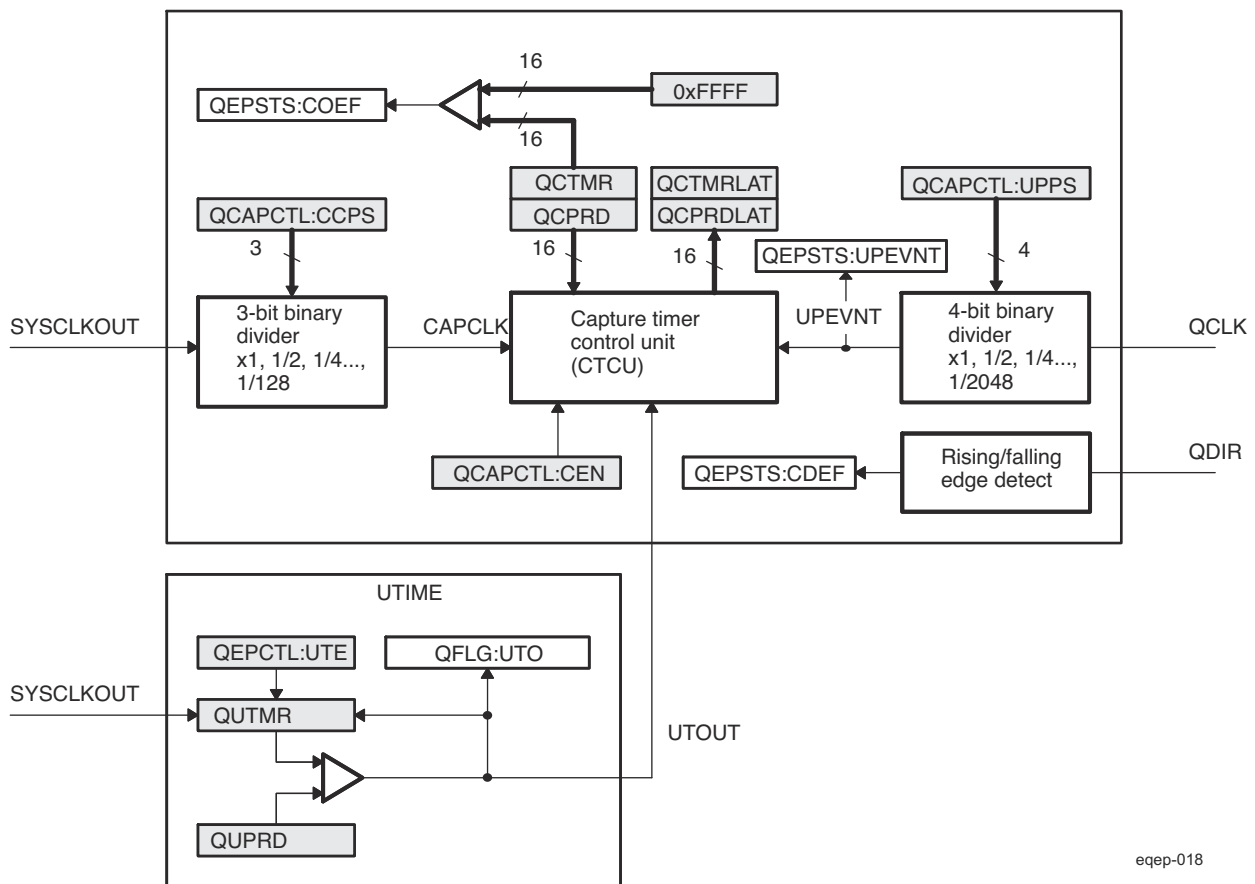 16
0xFFFF
QEPSTS:COEF
16
QCTMR
QCTMRLAT
QCAPCTL:UPPS
QCAPCTL:CCPS
QCPRD
QCPRDLAT
3
16
16
QEPSTS:UPEVNT
4
SYSCLKOUT
3-bit binary
divider
x1, 1/2, 1/4...,
1/128
CAPCLK
Capture timer
control unit
(CTCU)
UPEVNT
4-bit binary
divider
x1, 1/2, 1/4...,
1/2048
QCLK
QCAPCTL:CEN
QEPSTS:CDEF
Rising/falling
edge detect
QDIR
UTIME
QEPCTL:UTE
QFLG:UTO
SYSCLKOUT
QUTMR
UTOUT
QUPRD
eqep-018